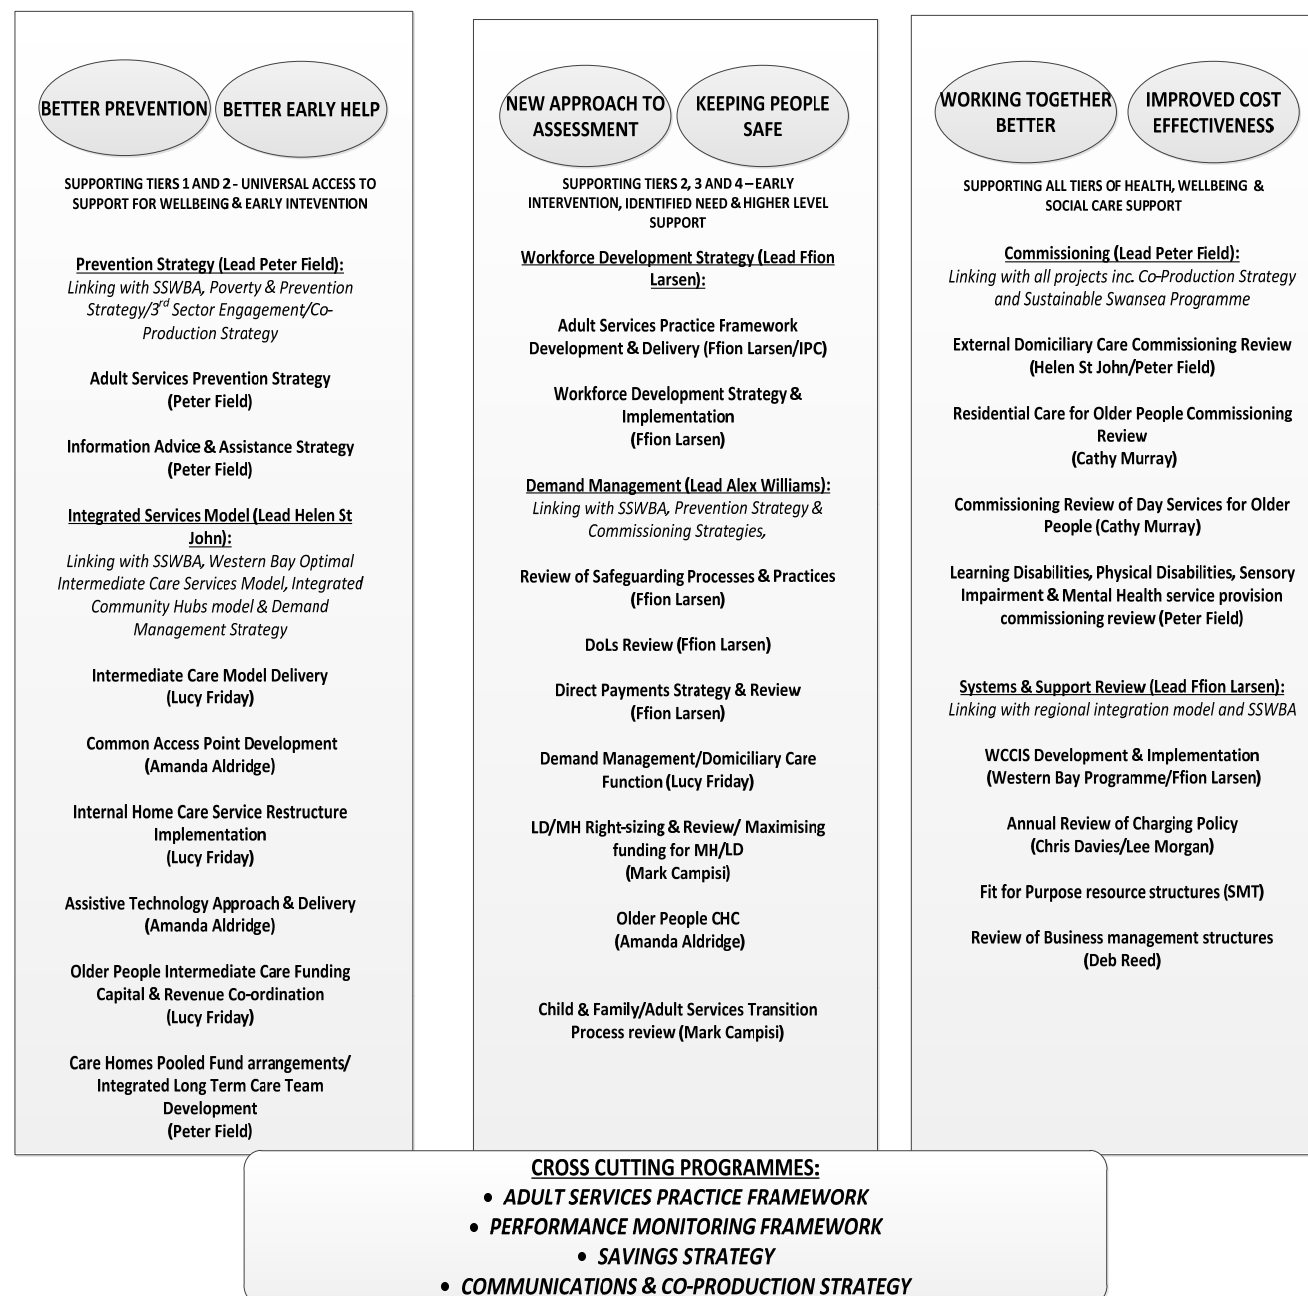 BETTER PREVENTION
BETTER EARLY HELP
SUPPORTING TIERS 1 AND 2 - UNIVERSAL ACCESS TO
SUPPORT FOR WELLBEING & EARLY INTEVENTION
Prevention Strategy (Lead Peter Field):
Linking with SSWBA, Poverty & Prevention
Strategy/3rd Sector Engagement/Co-
Production Strategy
Adult Services Prevention Strategy
(Peter Field)
Information Advice & Assistance Strategy
(Peter Field)
Integrated Services Model (Lead Helen St
John):
Linking with SSWBA, Western Bay Optimal
Intermediate Care Services Model, Integrated
Community Hubs model & Demand
Management Strategy
Intermediate Care Model Delivery
(Lucy Friday)
Common Access Point Development
(Amanda Aldridge)
Internal Home Care Service Restructure
Implementation
(Lucy Friday)
Assistive Technology Approach & Delivery
(Amanda Aldridge)
Older People Intermediate Care Funding
Capital & Revenue Co-ordination
(Lucy Friday)
Care Homes Pooled Fund arrangements/
Integrated Long Term Care Team
Development
(Peter Field)
NEW APPROACH TO
ASSESSMENT
KEEPING PEOPLE
SAFE
SUPPORTING TIERS 2, 3 AND 4 – EARLY
INTERVENTION, IDENTIFIED NEED & HIGHER LEVEL
SUPPORT
Workforce Development Strategy (Lead Ffion
Larsen):
Adult Services Practice Framework
Development & Delivery (Ffion Larsen/IPC)
Workforce Development Strategy &
Implementation
(Ffion Larsen)
Demand Management (Lead Alex Williams):
Linking with SSWBA, Prevention Strategy &
Commissioning Strategies,
Review of Safeguarding Processes & Practices
(Ffion Larsen)
DoLs Review (Ffion Larsen)
Direct Payments Strategy & Review
(Ffion Larsen)
Demand Management/Domiciliary Care
Function (Lucy Friday)
LD/MH Right-sizing & Review/ Maximising
funding for MH/LD
(Mark Campisi)
Older People CHC
(Amanda Aldridge)
Child & Family/Adult Services Transition
Process review (Mark Campisi)
WORKING TOGETHER
BETTER
IMPROVED COST
EFFECTIVENESS
SUPPORTING ALL TIERS OF HEALTH, WELLBEING &
SOCIAL CARE SUPPORT
Commissioning (Lead Peter Field):
Linking with all projects inc. Co-Production Strategy
and Sustainable Swansea Programme
External Domiciliary Care Commissioning Review
(Helen St John/Peter Field)
Residential Care for Older People Commissioning
Review
(Cathy Murray)
Commissioning Review of Day Services for Older
People (Cathy Murray)
Learning Disabilities, Physical Disabilities, Sensory
Impairment & Mental Health service provision
commissioning review (Peter Field)
Systems & Support Review (Lead Ffion Larsen):
Linking with regional integration model and SSWBA
WCCIS Development & Implementation
(Western Bay Programme/Ffion Larsen)
Annual Review of Charging Policy
(Chris Davies/Lee Morgan)
Fit for Purpose resource structures (SMT)
Review of Business management structures
(Deb Reed)
CROSS CUTTING PROGRAMMES:
• ADULT SERVICES PRACTICE FRAMEWORK
• PERFORMANCE MONITORING FRAMEWORK
• SAVINGS STRATEGY
• COMMUNICATIONS & CO-PRODUCTION STRATEGY